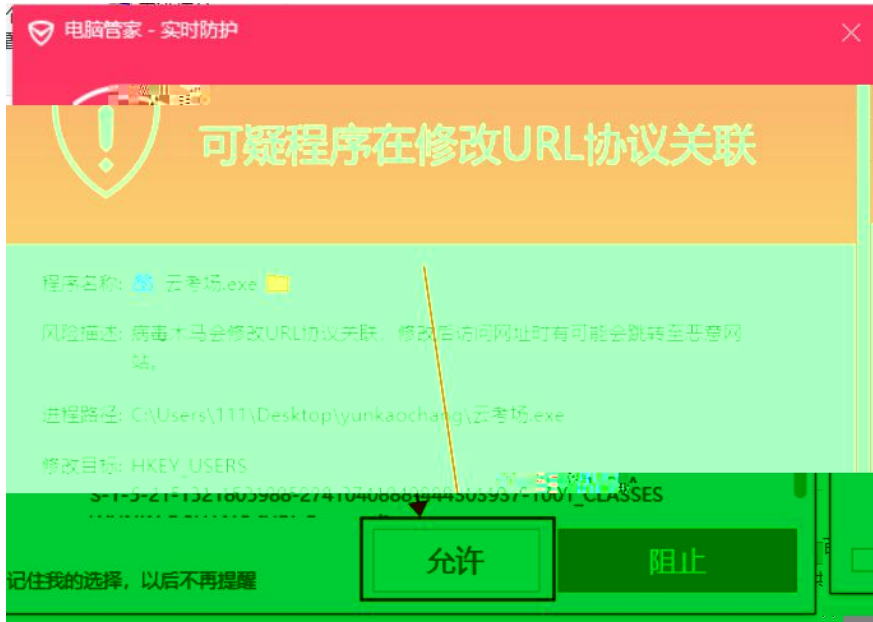 电脑管家 - 实时防护
可疑程序在修改URL协议关联
程序名称: 云考场.exe
风险描述: 病毒木马会修改URL协议关联，修改后访问网址时有可能会跳转至恶意网
站。
进程路径: C:\Users\111\Desktop\yunkaochang\云考场.exe
修改目标: HKEY_USERS
_CLASSES
记住我的选择，以后不再提醒
允许
阻止